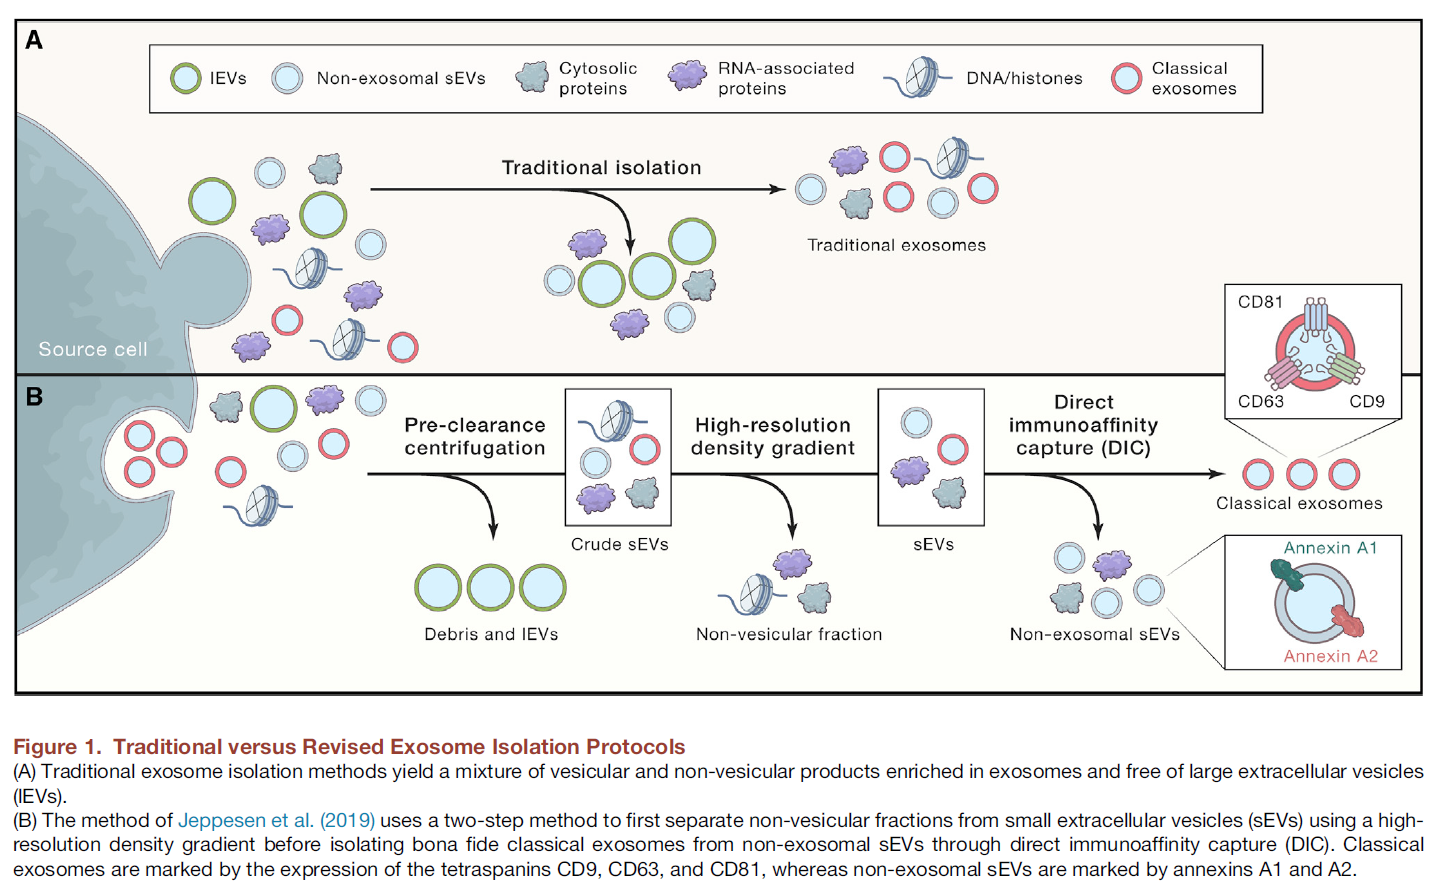 A
lEVs
Non-exosomal sEVs
Cytosolic
proteins
RNA-associated
proteins
DNA/histones
Classical
exosomes
Traditional isolation
Traditional exosomes
Source cell
CD81
CD63
CD9
B
Pre-clearance
centrifugation
High-resolution
density gradient
Direct
immunoaffinity
capture (DIC)
Crude sEVs
sEVs
Classical exosomes
Debris and lEVs
Non-vesicular fraction
Non-exosomal sEVs
Annexin A1
Annexin A2
Figure 1. Traditional versus Revised Exosome Isolation Protocols
(A) Traditional exosome isolation methods yield a mixture of vesicular and non-vesicular products enriched in exosomes and free of large extracellular vesicles
(lEVs).
(B) The method of Jeppesen et al. (2019) uses a two-step method to first separate non-vesicular fractions from small extracellular vesicles (sEVs) using a high-
resolution density gradient before isolating bona fide classical exosomes from non-exosomal sEVs through direct immunoaffinity capture (DIC). Classical
exosomes are marked by the expression of the tetraspanins CD9, CD63, and CD81, whereas non-exosomal sEVs are marked by annexins A1 and A2.